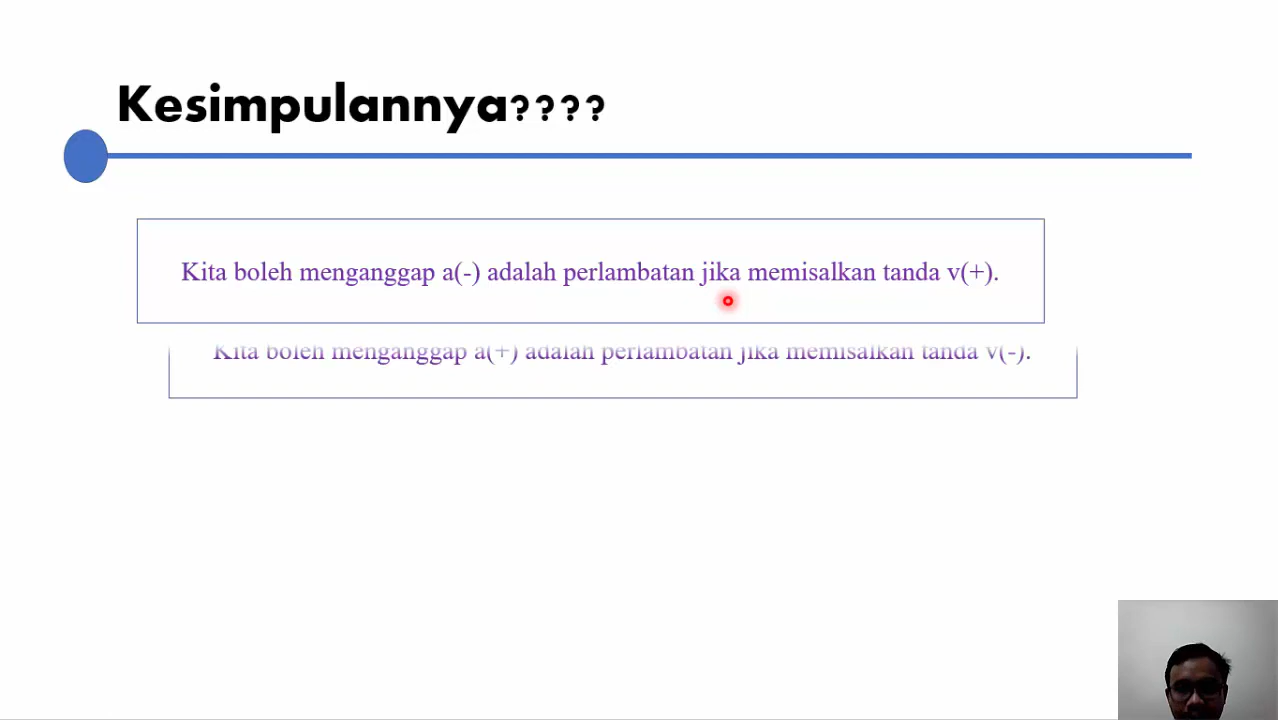 Kesimpulannya????
Kita boleh menganggap a(-) adalah perlambatan jika memisalkan tanda v(+).
Kita boleh menganggap a(+) adalah perlambatan jika memisalkan tanda v(-).